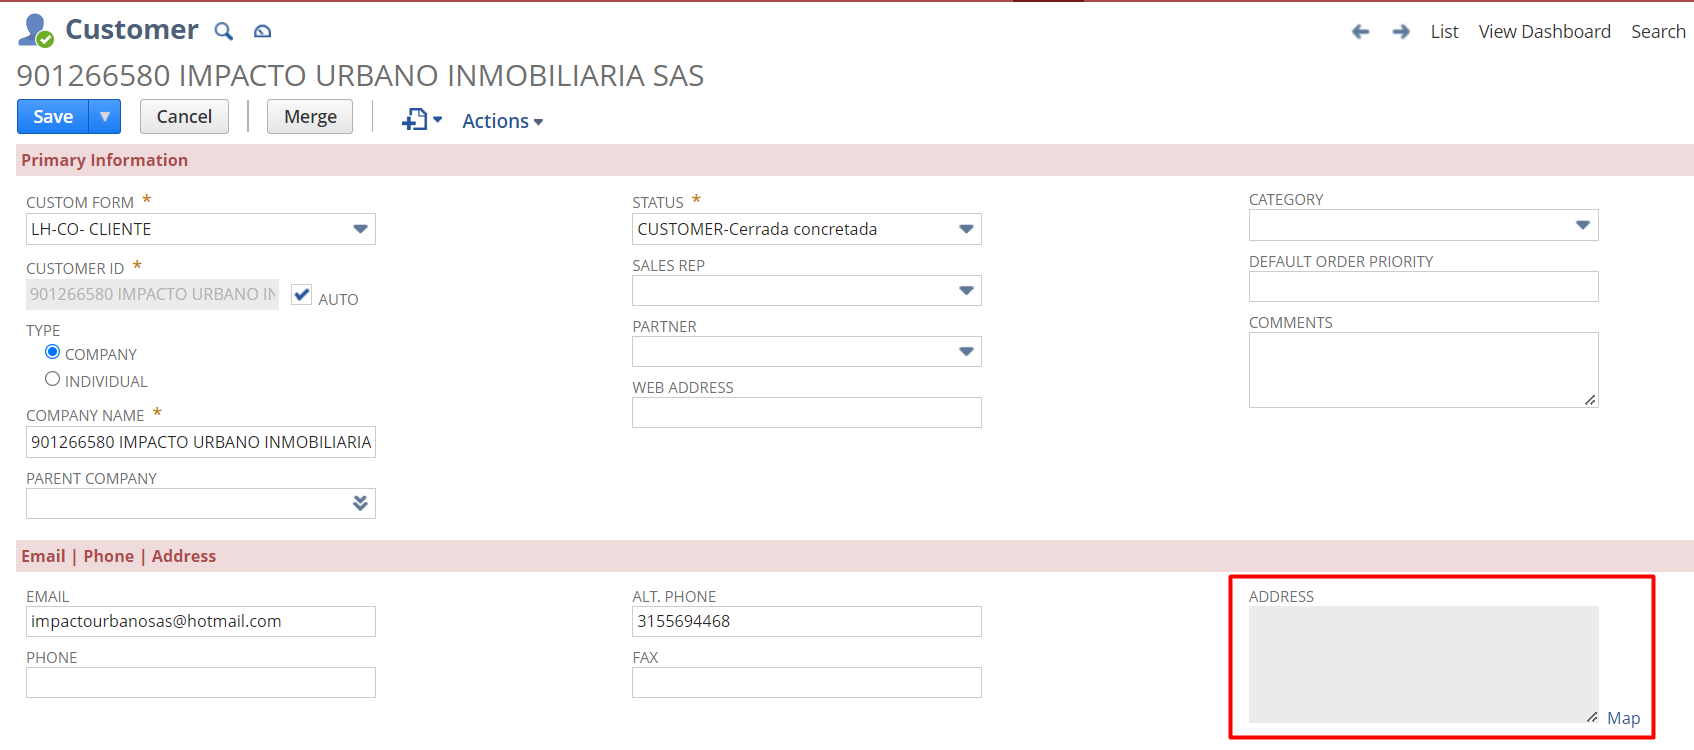 Customer
List View Dashboard Search
901266580 IMPACTO URBANO INMOBILIARIA SAS
Save Cancel Merge Actions
Primary Information
CUSTOM FORM *
LH-CO- CLIENTE
CUSTOMER ID *
901266580 IMPACTO URBANO IN
AUTO
TYPE
COMPANY
INDIVIDUAL
COMPANY NAME *
901266580 IMPACTO URBANO INMOBILIARIA
PARENT COMPANY
STATUS *
CUSTOMER-Cerrada concretada
SALES REP
PARTNER
WEB ADDRESS
CATEGORY
DEFAULT ORDER PRIORITY
COMMENTS
Email | Phone | Address
EMAIL
impactourbanosas@hotmail.com
PHONE
ALT. PHONE
3155694468
FAX
ADDRESS
Map